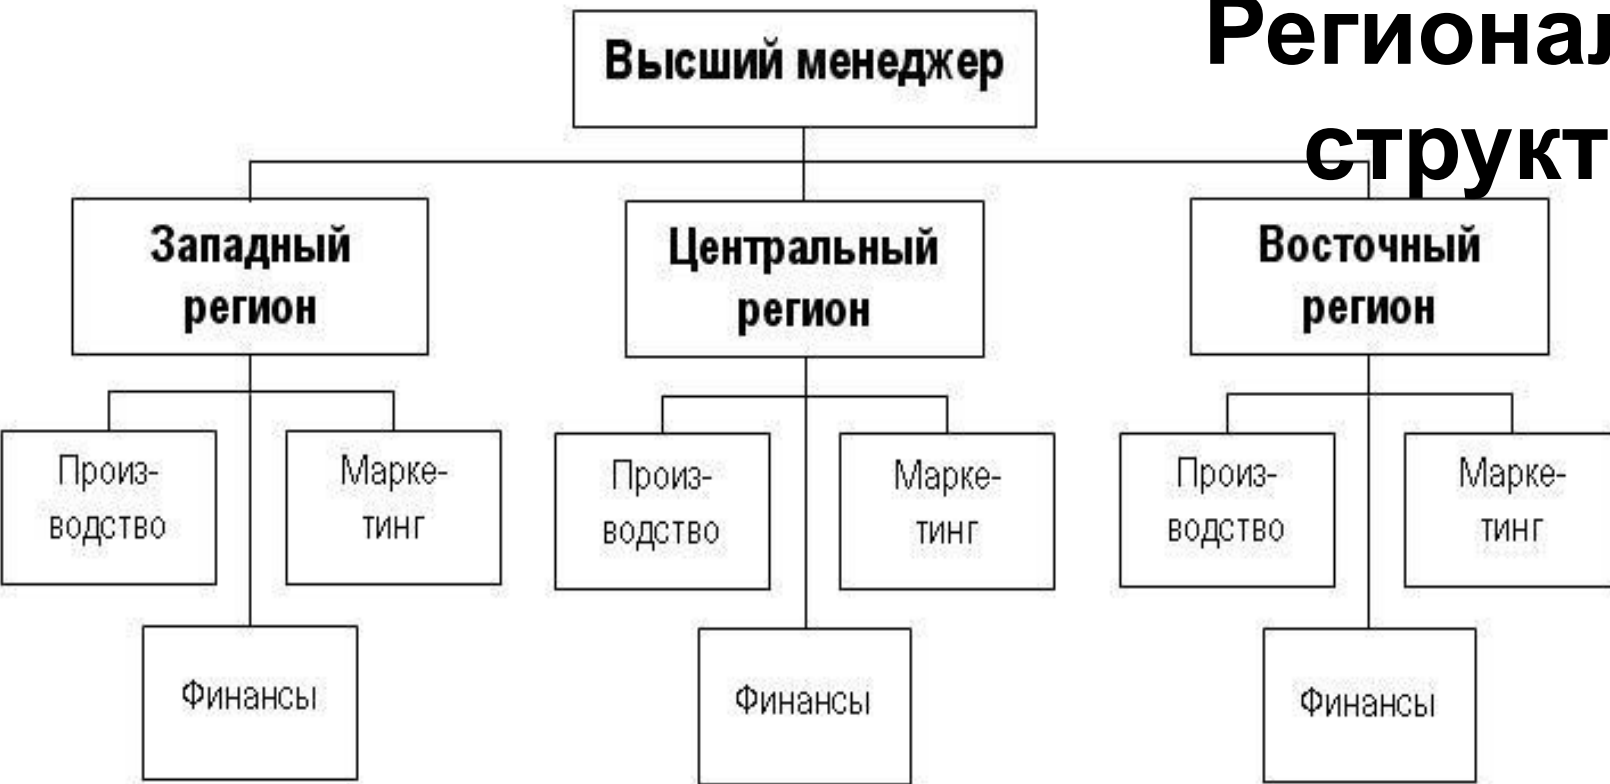 Регионал
структ
Высший менеджер
Западный
регион
Центральный
регион
Восточный
регион
Произ-
водство
Марке-
тинг
Произ-
водство
Марке-
тинг
Произ-
водство
Марке-
тинг
Финансы
Финансы
Финансы